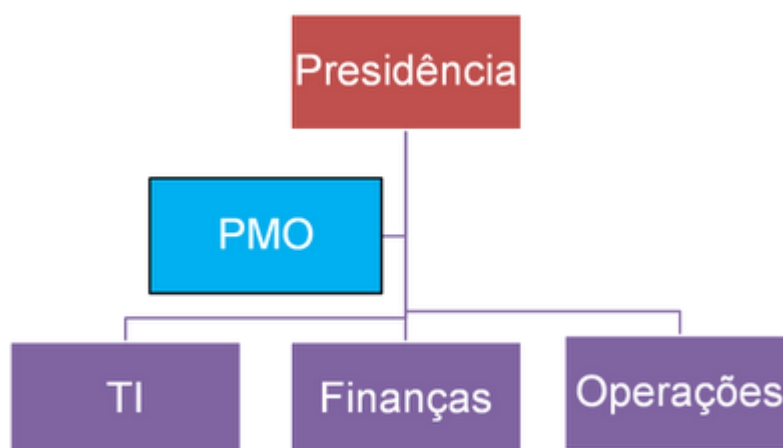 Presidência
PMO
TI
Finanças
Operações